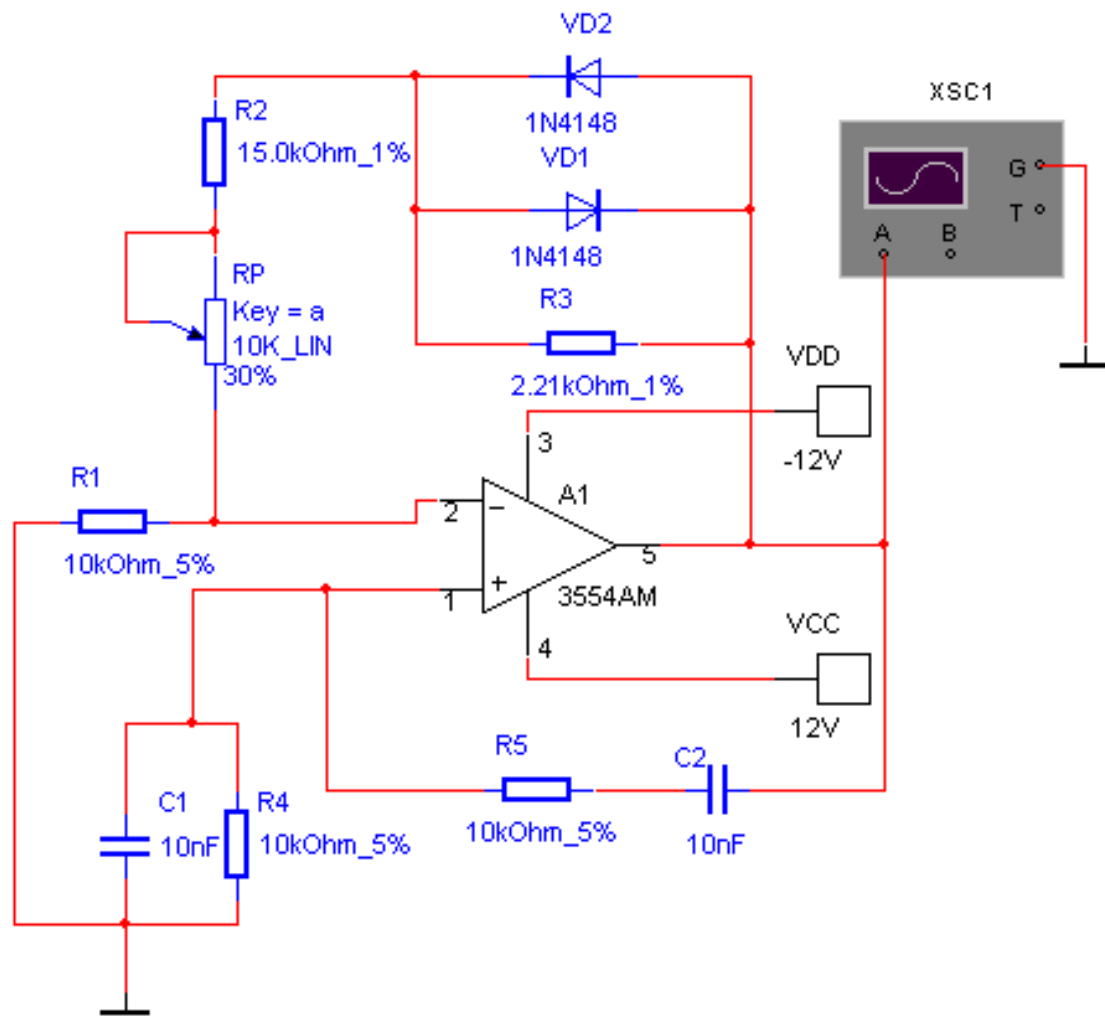 VD2
1N4148
VD1
1N4148
R3
2.21kOhm_1%
R2
15.0kOhm_1%
RP
Key = a
10K_LIN
30%
XSC1
G
T
A
B
VDD
-12V
R1
10kOhm_5%
3
A1
2
−
+
1
5
3554AM
4
VCC
12V
R5
10kOhm_5%
C2
10nF
C1
10nF
R4
10kOhm_5%